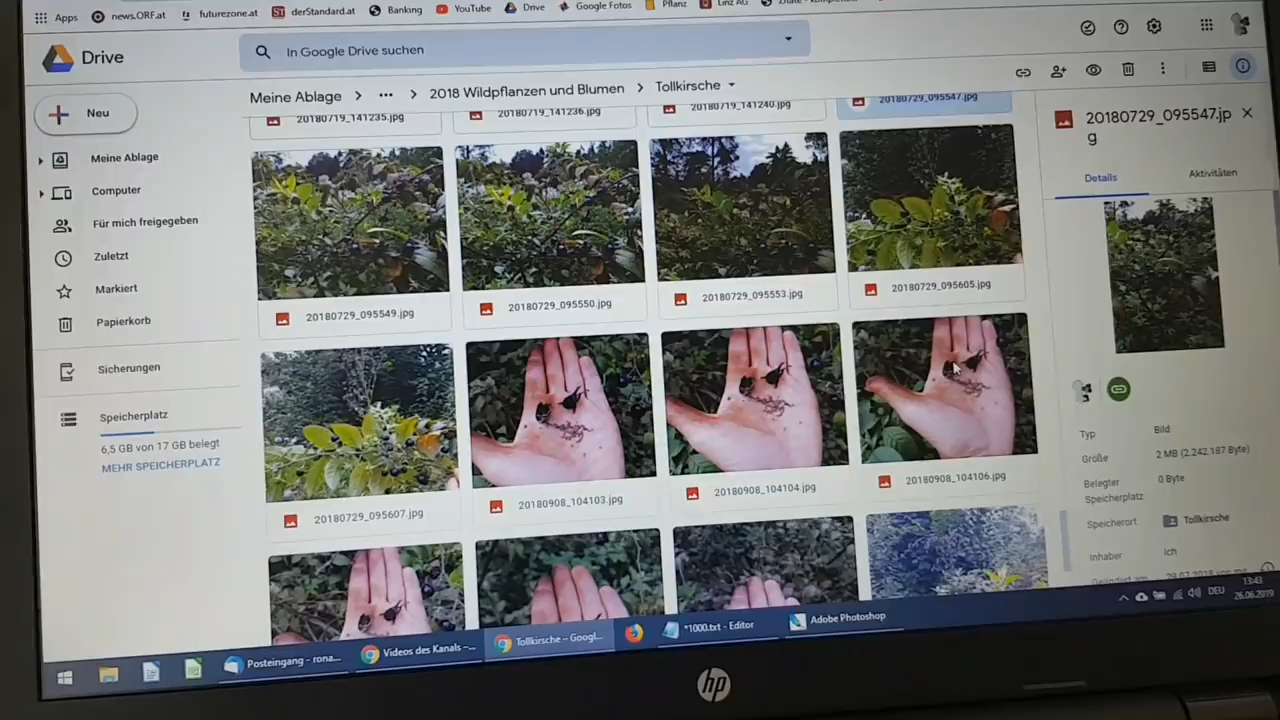 Apps
news.ORF.at
futurezone.at
ST derStandard.at
Banking
YouTube
Drive
Google Fotos
Pflanz
Linz AG
Drive
In Google Drive suchen
Meine Ablage > ... > 2018 Wildpflanzen und Blumen > Tollkirsche
Neu
Meine Ablage
Computer
Für mich freigegeben
Zuletzt
Markiert
Papierkorb
Sicherungen
Speicherplatz
6,5 GB von 17 GB belegt
MEHR SPEICHERPLATZ
20180719_141235.jpg
20180719_141236.jpg
20180719_141240.jpg
20180729_095547.jpg
20180729_095549.jpg
20180729_095550.jpg
20180729_095553.jpg
20180729_095605.jpg
20180729_095607.jpg
20180908_104103.jpg
20180908_104104.jpg
20180908_104106.jpg
20180729_095547.jp
g
Details
Aktivitäten
Typ
Bild
Größe
2 MB (2.242.187 Byte)
Belegter
Speicherplatz
0 Byte
Speicherort
Tollkirsche
Inhaber
Ich
Posteingang - rona...
Videos des Kanals –...
Tollkirsche – Googl...
*1000.txt - Editor
Adobe Photoshop
DEU
13:43
26.06.2019
hp